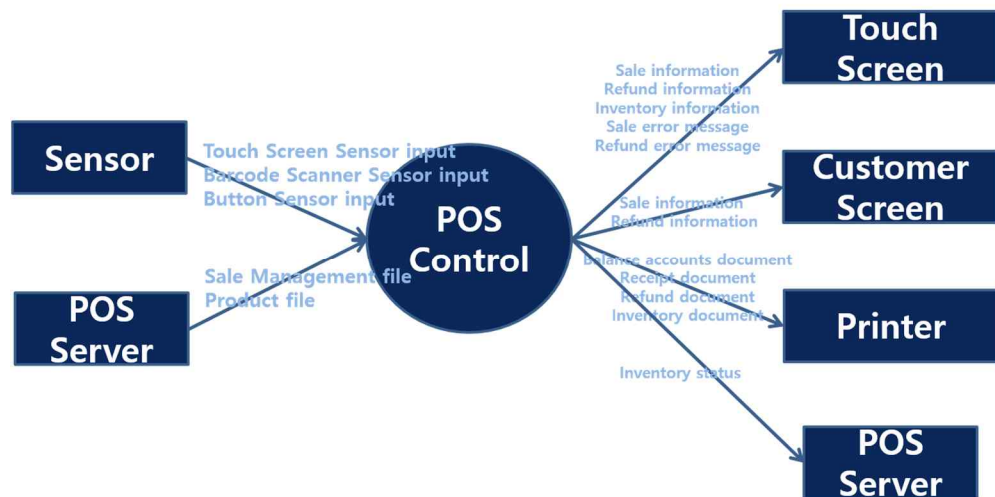 Sensor
Touch Screen Sensor input
Barcode Scanner Sensor input
Button Sensor input
POS
Server
Sale Management file
Product file
POS
Control
Sale information
Refund information
Inventory information
Sale error message
Refund error message
Touch
Screen
Sale information
Refund information
Customer
Screen
Balance accounts document
Receipt document
Refund document
Inventory document
Printer
Inventory status
POS
Server